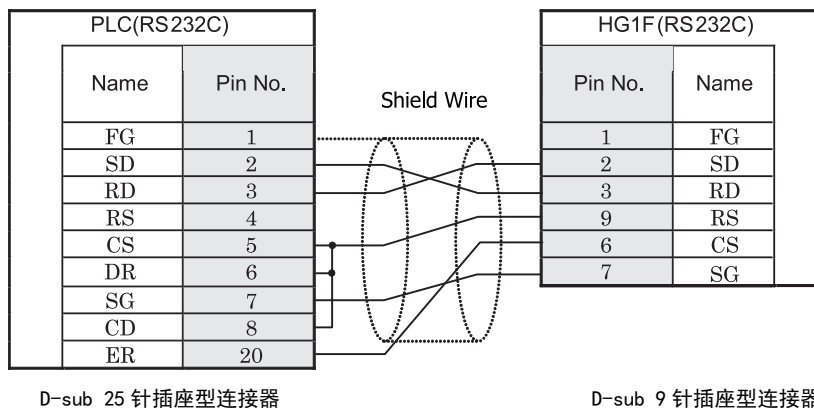 PLC(RS232C)
HG1F(RS232C)
Name Pin No.
Shield Wire
Pin No. Name
FG 1
SD 2
RD 3
RS 4
CS 5
DR 6
SG 7
CD 8
ER 20
1 FG
2 SD
3 RD
9 RS
6 CS
7 SG
D-sub 25 针插座型连接器
D-sub 9 针插座型连接器